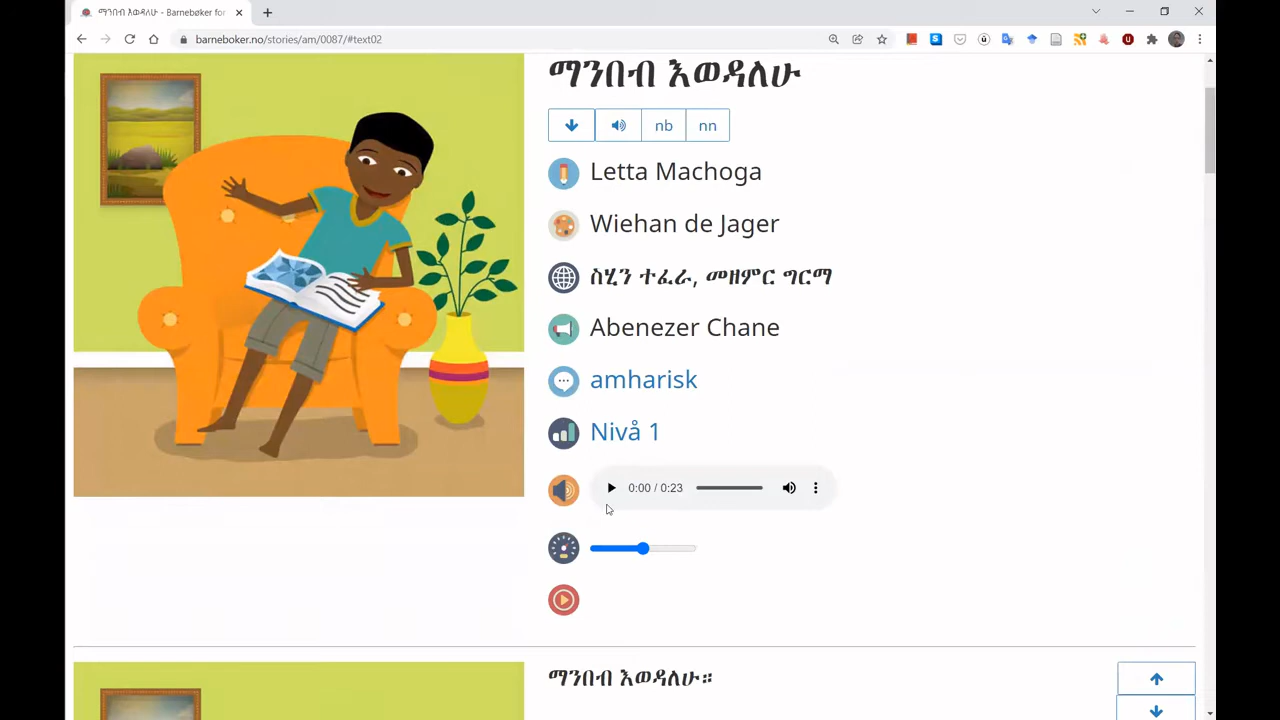 ማንበብ እወዳለሁ - Barnebøker for
barneboker.no/stories/am/0087/#text02
ማንበብ እወዳለሁ
nb nn
Letta Machoga
Wiehan de Jager
ስሂን ተፈራ, መዘምር ግርማ
Abenezer Chane
amharisk
Nivå 1
0:00 / 0:23
ማንበብ እወዳለሁ።